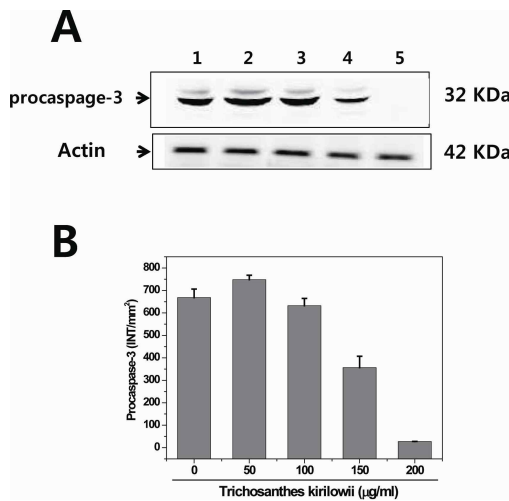 A
1 2 3 4 5
procaspage-3 32 KDa
Actin 42 KDa
B
800
700
600
500
400
300
200
100
0
Procaspase-3 (INT/mm²)
0 50 100 150 200
Trichosanthes kirilowii (μg/ml)